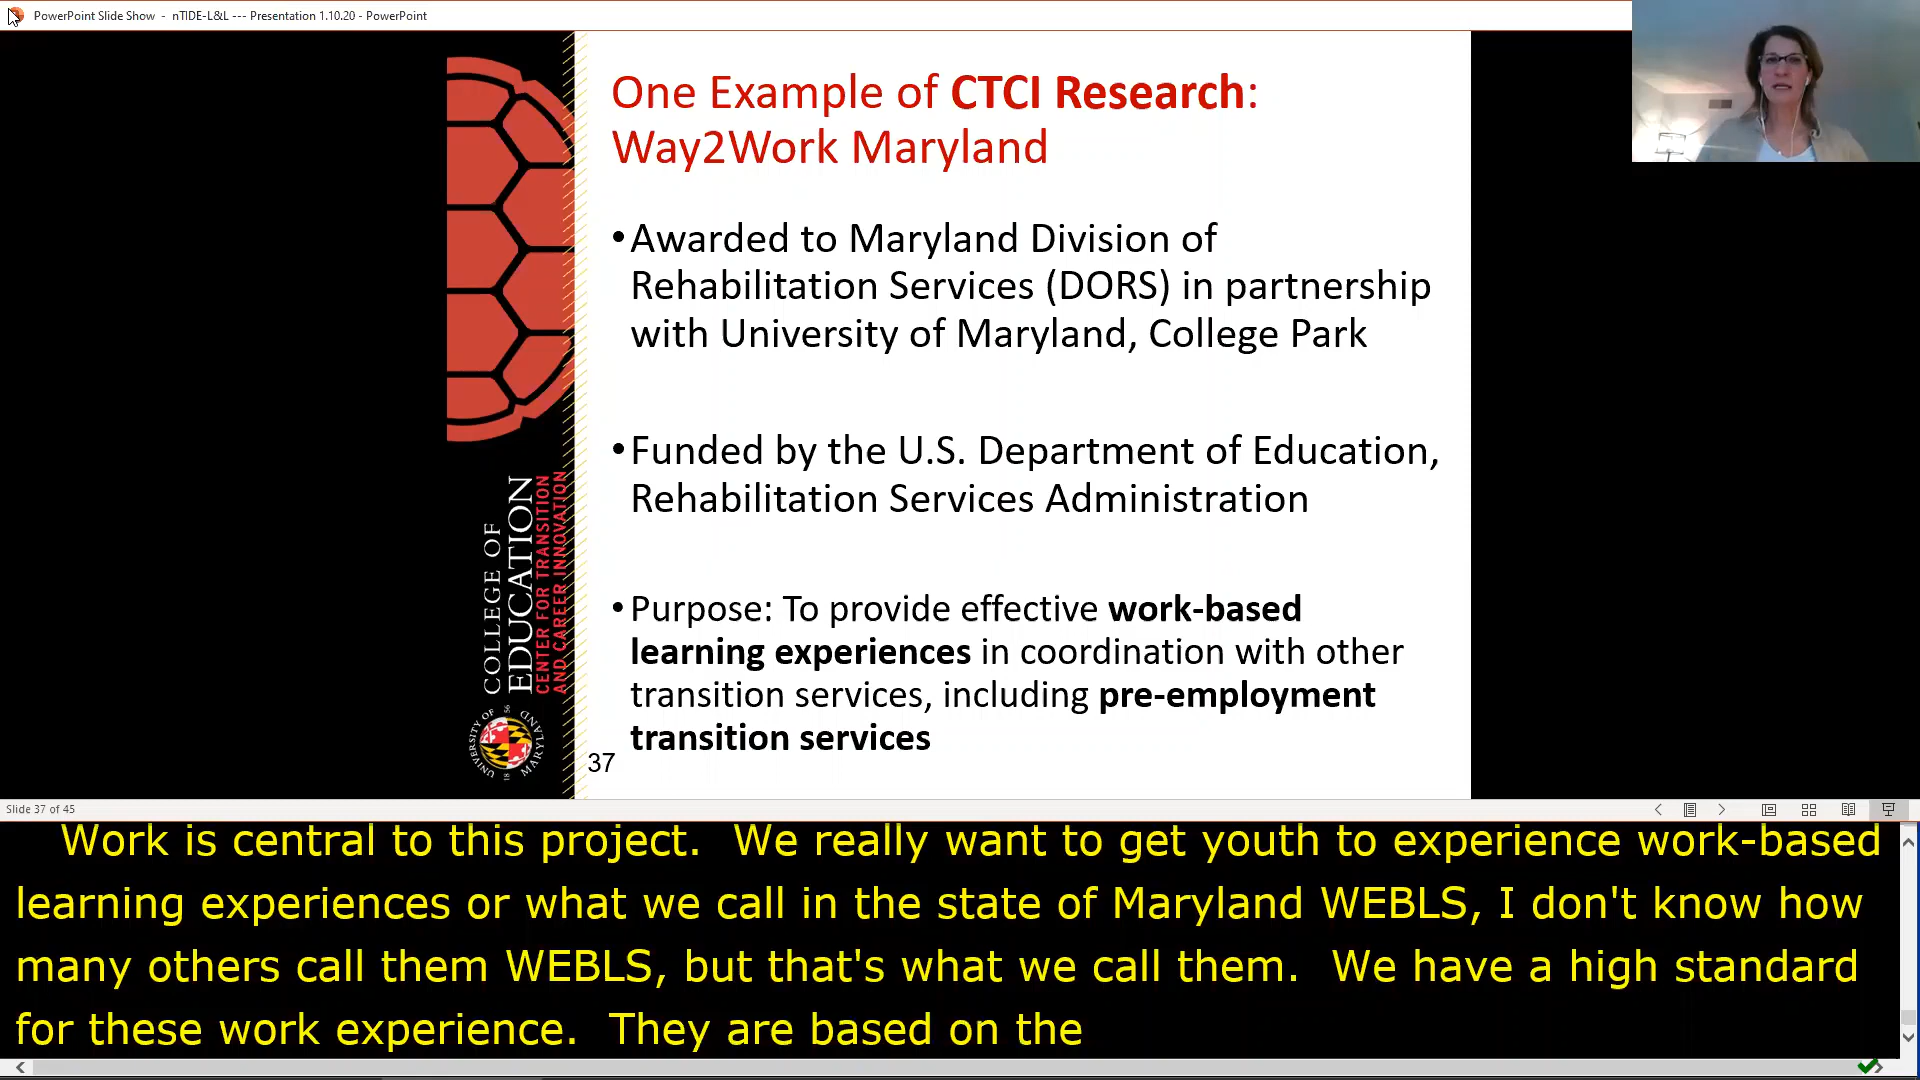 PowerPoint Slide Show - nTIDE-L&L --- Presentation 1.10.20 - PowerPoint
One Example of CTCI Research:
Way2Work Maryland
•Awarded to Maryland Division of
Rehabilitation Services (DORS) in partnership
with University of Maryland, College Park
•Funded by the U.S. Department of Education,
Rehabilitation Services Administration
•Purpose: To provide effective work-based
learning experiences in coordination with other
transition services, including pre-employment
transition services
37
COLLEGE OF
EDUCATION
CENTER FOR TRANSITION
AND CAREER INNOVATION
UNIVERSITY OF MARYLAND
18 56
Slide 37 of 45
Work is central to this project.  We really want to get youth to experience work-based
learning experiences or what we call in the state of Maryland WEBLS, I don't know how
many others call them WEBLS, but that's what we call them.  We have a high standard
for these work experience.  They are based on the